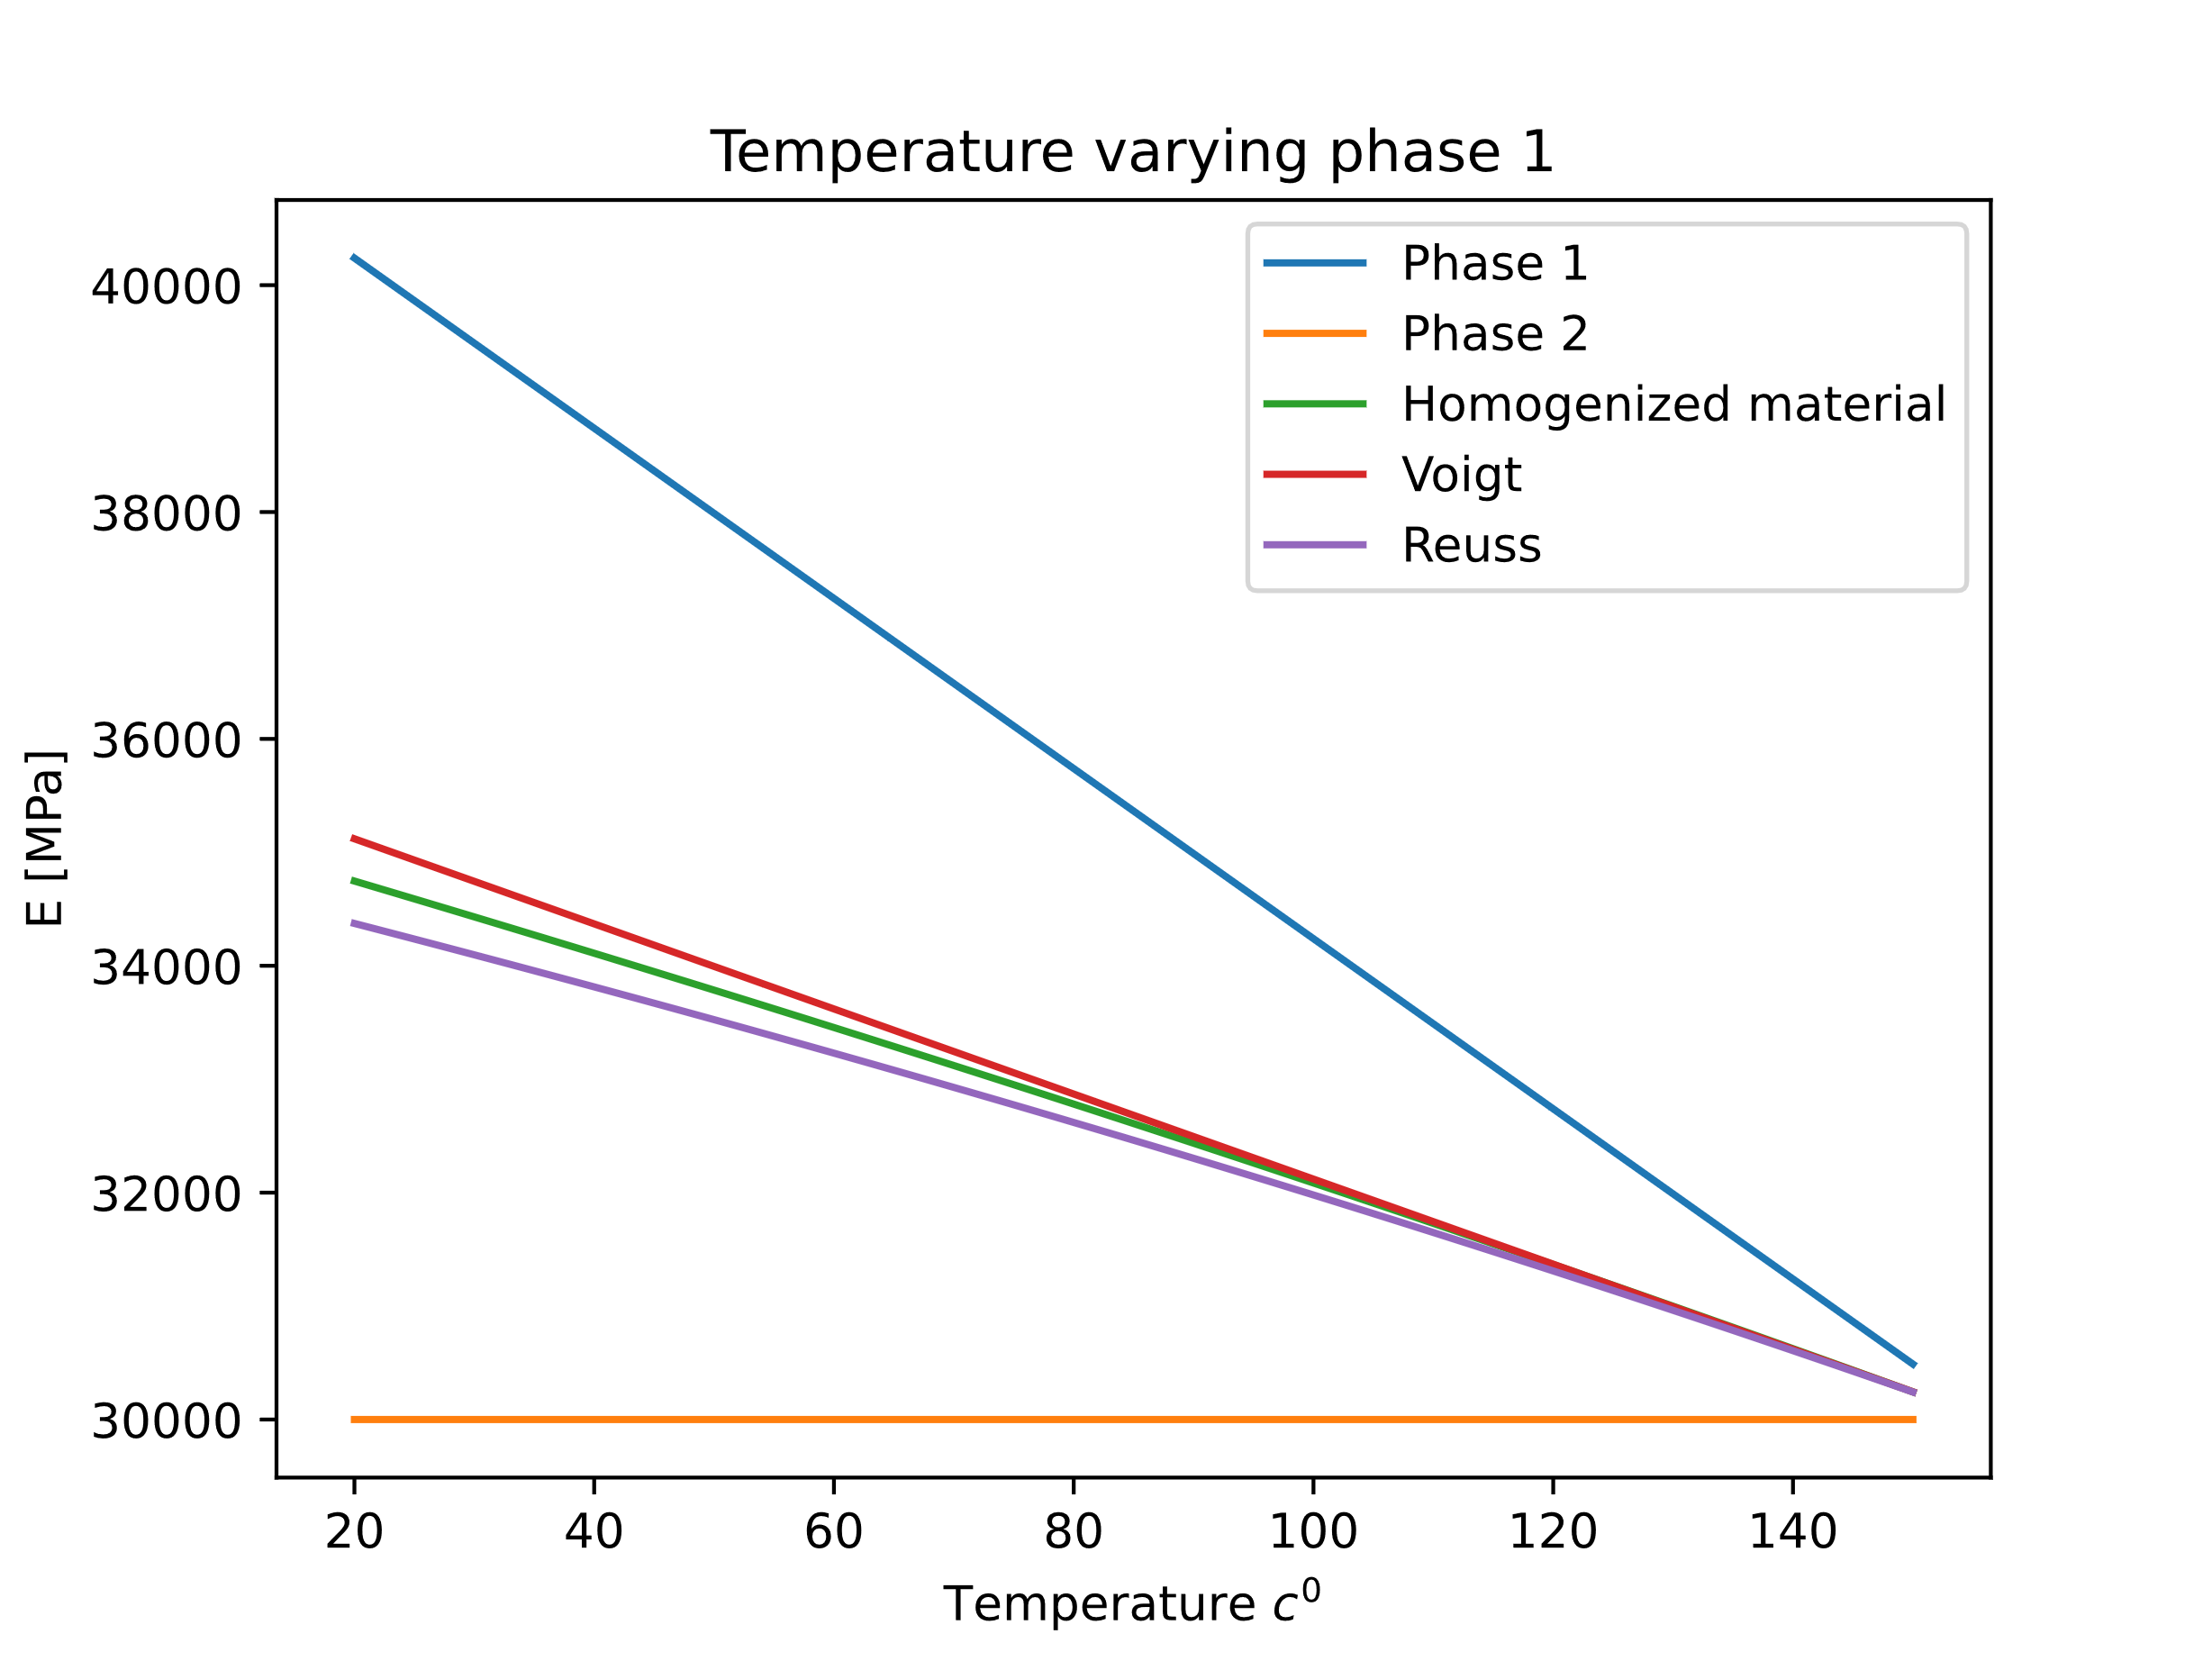 Temperature varying phase 1
Phase 1
Phase 2
Homogenized material
Voigt
Reuss
40000
38000
36000
34000
32000
30000
E [MPa]
20 40 60 80 100 120 140
Temperature c⁰